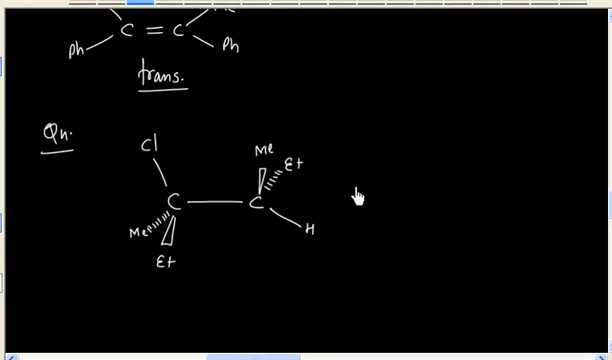 Ph C = C Ph
trans.
Qn.
Cl
Me Et
C C
Me H
Et